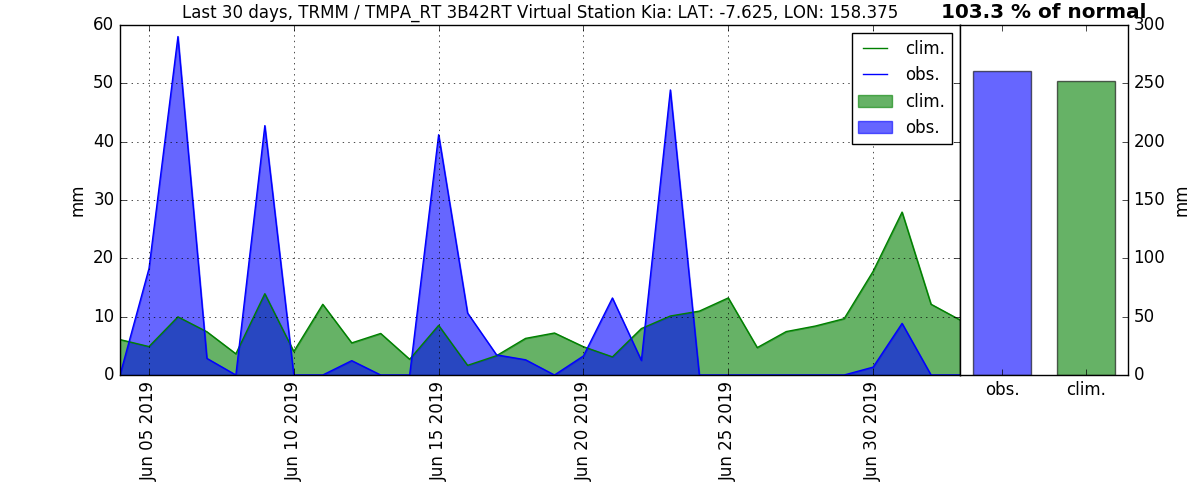 Last 30 days, TRMM / TMPA_RT 3B42RT Virtual Station Kia: LAT: -7.625, LON: 158.375
103.3 % of normal
60
50
40
30
20
10
0
mm
clim.
obs.
clim.
obs.
300
250
200
150
100
50
0
mm
Jun 05 2019
Jun 10 2019
Jun 15 2019
Jun 20 2019
Jun 25 2019
Jun 30 2019
obs.
clim.